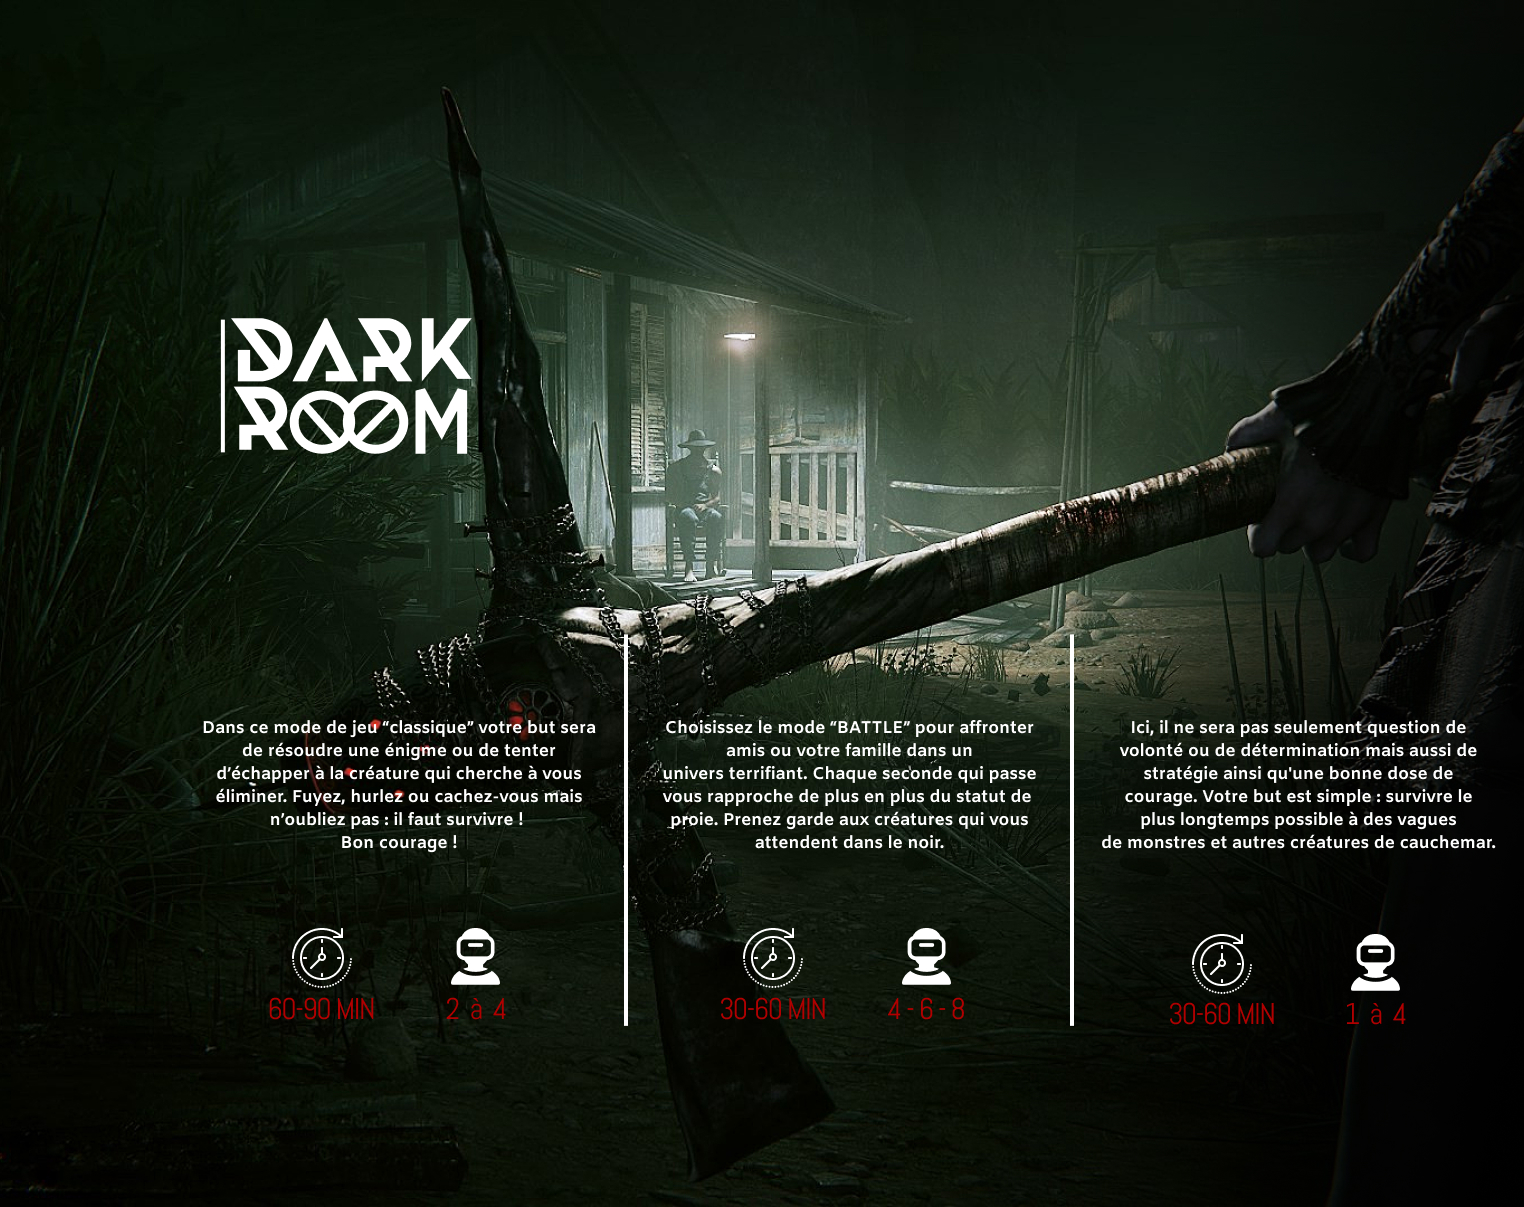 DARK
ROOM
Dans ce mode de jeu “classique” votre but sera
de résoudre une énigme ou de tenter
d’échapper à la créature qui cherche à vous
éliminer. Fuyez, hurlez ou cachez-vous mais
n’oubliez pas : il faut survivre !
Bon courage !
60-90 MIN
2 à 4
Choisissez le mode “BATTLE” pour affronter
amis ou votre famille dans un
univers terrifiant. Chaque seconde qui passe
vous rapproche de plus en plus du statut de
proie. Prenez garde aux créatures qui vous
attendent dans le noir.
30-60 MIN
4 - 6 - 8
Ici, il ne sera pas seulement question de
volonté ou de détermination mais aussi de
stratégie ainsi qu'une bonne dose de
courage. Votre but est simple : survivre le
plus longtemps possible à des vagues
de monstres et autres créatures de cauchemar.
30-60 MIN
1 à 4